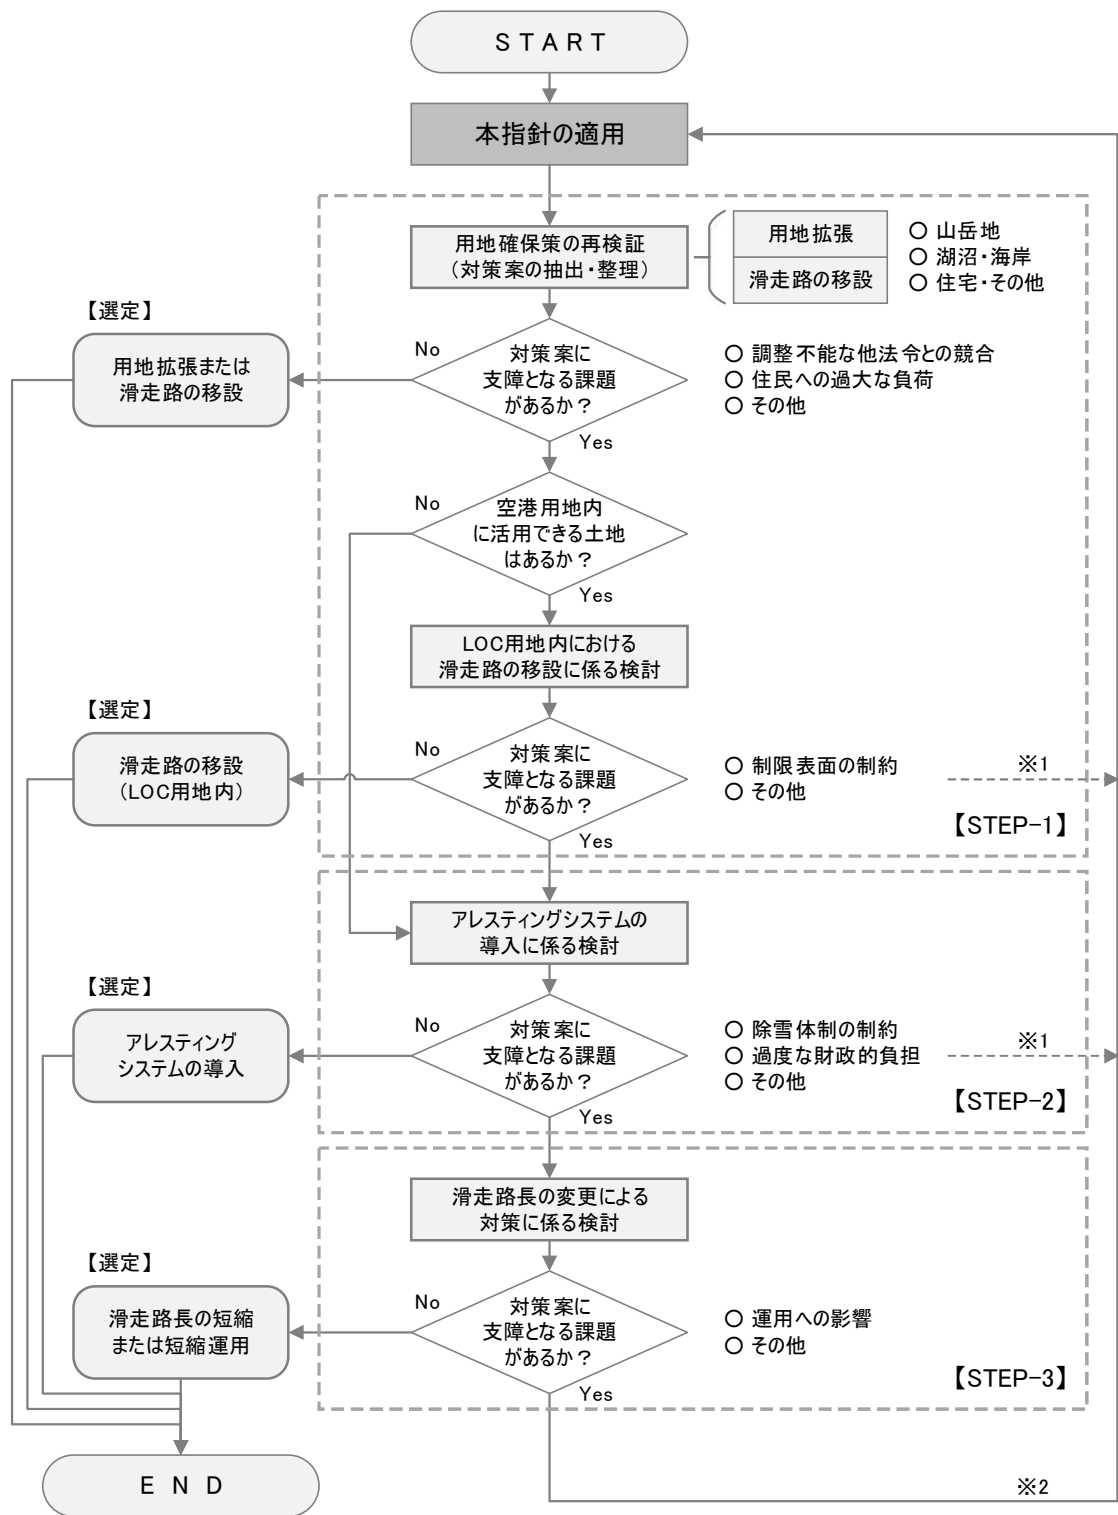 START
本指針の適用
用地確保策の再検証
（対策案の抽出・整理）
用地拡張
滑走路の移設
○ 山岳地
○ 湖沼・海岸
○ 住宅・その他
【選定】
用地拡張または
滑走路の移設
No
対策案に
支障となる課題
があるか？
○ 調整不能な他法令との競合
○ 住民への過大な負荷
○ その他
Yes
No
空港用地内
に活用できる土地
はあるか？
Yes
LOC用地内における
滑走路の移設に係る検討
【選定】
滑走路の移設
（LOC用地内）
No
対策案に
支障となる課題
があるか？
○ 制限表面の制約
○ その他
※1
【STEP-1】
Yes
アレスティングシステムの
導入に係る検討
【選定】
アレスティング
システムの導入
No
対策案に
支障となる課題
があるか？
○ 除雪体制の制約
○ 過度な財政的負担
○ その他
※1
【STEP-2】
Yes
滑走路長の変更による
対策に係る検討
【選定】
滑走路長の短縮
または短縮運用
No
対策案に
支障となる課題
があるか？
○ 運用への影響
○ その他
【STEP-3】
Yes
END
※2